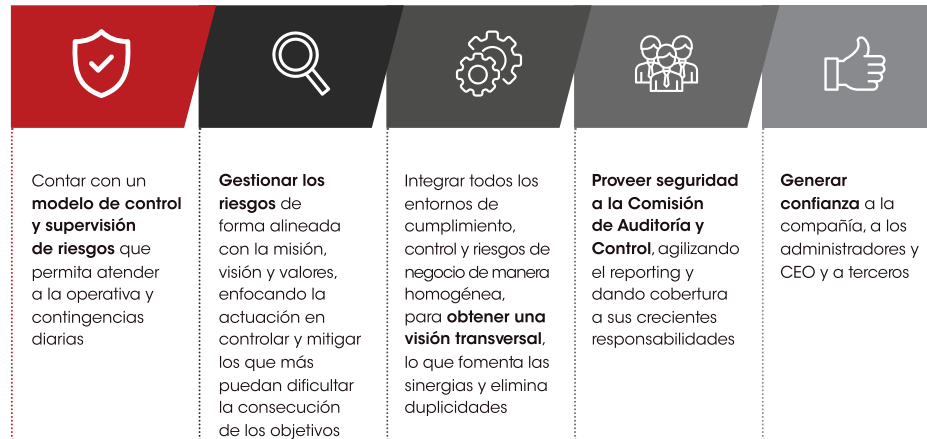 Contar con un
modelo de control
y supervisión
de riesgos que
permita atender
a la operativa y
contingencias
diarias
Gestionar los
riesgos de
forma alineada
con la misión,
visión y valores,
enfocando la
actuación en
controlar y mitigar
los que más
puedan dificultar
la consecución
de los objetivos
Integrar todos los
entornos de
cumplimiento,
control y riesgos de
negocio de manera
homogénea,
para obtener una
visión transversal,
lo que fomenta las
sinergias y elimina
duplicidades
Proveer seguridad
a la Comisión
de Auditoría y
Control, agilizando
el reporting y
dando cobertura
a sus crecientes
responsabilidades
Generar
confianza a la
compañía, a los
administradores y
CEO y a terceros